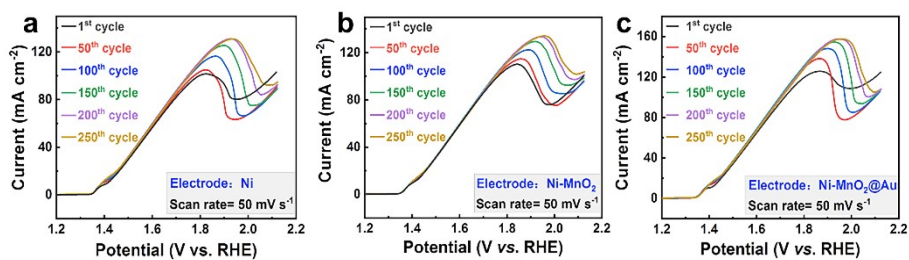 a
Current (mA cm⁻²)
130
120
80
40
0
1ˢᵗ cycle
50ᵗʰ cycle
100ᵗʰ cycle
150ᵗʰ cycle
200ᵗʰ cycle
250ᵗʰ cycle
Electrode： Ni
Scan rate= 50 mV s⁻¹
1.2 1.4 1.6 1.8 2.0 2.2
Potential (V vs. RHE)
b
Current (mA cm⁻²)
120
80
40
0
1ˢᵗ cycle
50ᵗʰ cycle
100ᵗʰ cycle
150ᵗʰ cycle
200ᵗʰ cycle
250ᵗʰ cycle
Electrode： Ni-MnO₂
Scan rate= 50 mV s⁻¹
1.2 1.4 1.6 1.8 2.0 2.2
Potential (V vs. RHE)
c
Current (mA cm⁻²)
160
120
80
40
0
1ˢᵗ cycle
50ᵗʰ cycle
100ᵗʰ cycle
150ᵗʰ cycle
200ᵗʰ cycle
250ᵗʰ cycle
Electrode： Ni-MnO₂@Au
Scan rate= 50 mV s⁻¹
1.2 1.4 1.6 1.8 2.0 2.2
Potential (V vs. RHE)